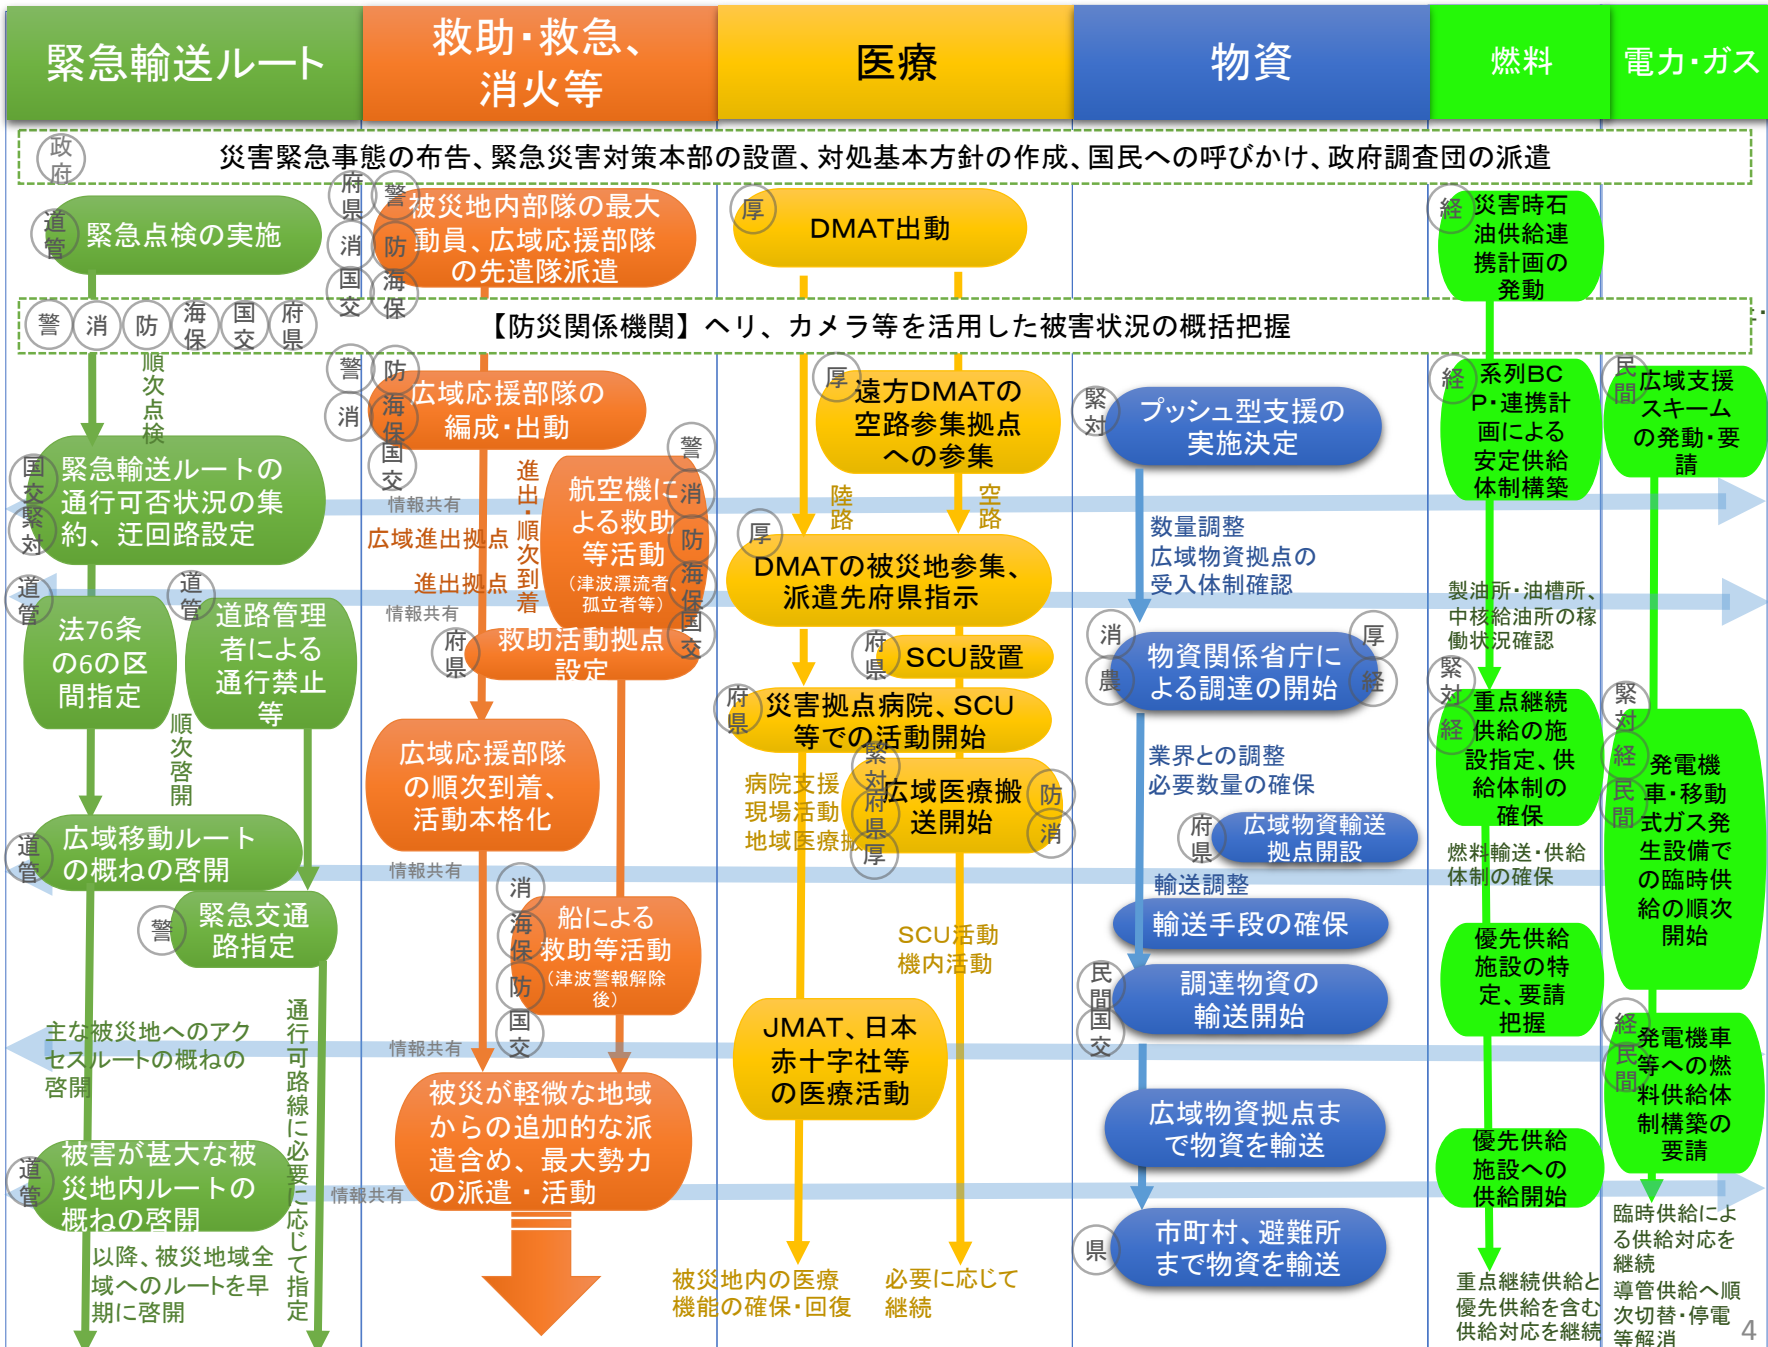 緊急輸送ルート
救助・救急、
消火等
医療
物資
燃料
電力・ガス
政
府
災害緊急事態の布告、緊急災害対策本部の設置、対処基本方針の作成、国民への呼びかけ、政府調査団の派遣
道
管
緊急点検の実施
府
県
警
消
防
国
交
海
保
被災地内部隊の最大
動員、広域応援部隊
の先遣隊派遣
厚
DMAT出動
経
災害時石
油供給連
携計画の
発動
警
消
防
海
保
国
交
府
県
【防災関係機関】ヘリ、カメラ等を活用した被害状況の概括把握
順次点検
国
交
緊
対
緊急輸送ルートの
通行可否状況の集
約、迂回路設定
道
管
法76条
の6の区
間指定
道
管
道路管理
者による
通行禁止
等
順次啓開
道
管
広域移動ルート
の概ねの啓開
警
緊急交通
路指定
主な被災地へのアク
セスルートの概ねの
啓開
通行可路線に必要に応じて指定
道
管
被害が甚大な被
災地内ルートの
概ねの啓開
以降、被災地域全
域へのルートを早
期に啓開
警
防
消
海
保
国
交
広域応援部隊の
編成・出動
情報共有
広域進出拠点
進出拠点
情報共有
進出・順次到着
警
消
防
海
保
国
交
航空機に
よる救助
等活動
(津波漂流者、
孤立者等)
府
県
救助活動拠点
設定
広域応援部隊
の順次到着、
活動本格化
情報共有
消
海
保
防
国
交
船による
救助等活動
(津波警報解除
後)
情報共有
被災が軽微な地域
からの追加的な派
遣含め、最大勢力
の派遣・活動
情報共有
厚
遠方DMATの
空路参集拠点
への参集
陸路
空路
厚
DMATの被災地参集、
派遣先府県指示
府
県
SCU設置
府
県
災害拠点病院、SCU
等での活動開始
病院支援
現場活動
地域医療搬
緊
対
府
県
厚
防
消
広域医療搬
送開始
SCU活動
機内活動
JMAT、日本
赤十字社等
の医療活動
被災地内の医療
機能の確保・回復
必要に応じて
継続
緊
対
プッシュ型支援の
実施決定
数量調整
広域物資拠点の
受入体制確認
消
農
厚
経
物資関係省庁に
よる調達の開始
業界との調整
必要数量の確保
府
県
広域物資輸送
拠点開設
輸送調整
輸送手段の確保
民
間
国
交
調達物資の
輸送開始
広域物資拠点ま
で物資を輸送
県
市町村、避難所
まで物資を輸送
経
系列BC
P・連携計
画による
安定供給
体制構築
製油所・油槽所、
中核給油所の稼
働状況確認
緊
対
経
重点継続
供給の施
設指定、供
給体制の
確保
燃料輸送・供給
体制の確保
優先供給
施設の特
定、要請
把握
優先供給
施設への
供給開始
重点継続供給と
優先供給を含む
供給対応を継続
民
間
広域支援
スキーム
の発動・要
請
緊
対
経
民
間
発電機
車・移動
式ガス発
生設備で
の臨時供
給の順次
開始
経
民
間
発電機車
等への燃
料供給体
制構築の
要請
臨時供給によ
る供給対応を
継続
導管供給へ順
次切替・停電
等解消
4